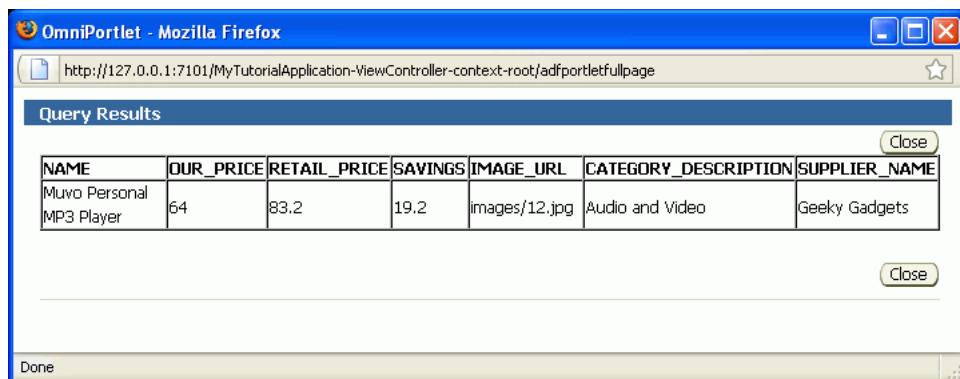 OmniPortlet - Mozilla Firefox
http://127.0.0.1:7101/MyTutorialApplication-ViewController-context-root/adfportletfullpage
Query Results
Close
NAME OUR_PRICE RETAIL_PRICE SAVINGS IMAGE_URL CATEGORY_DESCRIPTION SUPPLIER_NAME
Muvo Personal MP3 Player 64 83.2 19.2 images/12.jpg Audio and Video Geeky Gadgets
Close
Done